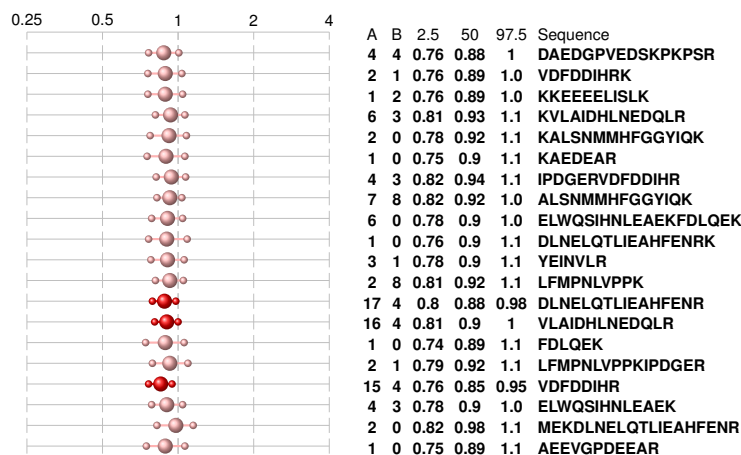 0.25 0.5 1 2 4
A B 2.5 50 97.5 Sequence
4 4 0.76 0.88 1 DAEDGPVEDSKPKPSR
2 1 0.76 0.89 1.0 VDFDDIHRK
1 2 0.76 0.89 1.0 KKEEEELISLK
6 3 0.81 0.93 1.1 KVLAIDHLNEDQLR
2 0 0.78 0.92 1.1 KALSNMMHFGGYIQK
1 0 0.75 0.9 1.1 KAEDEAR
4 3 0.82 0.94 1.1 IPDGERVDFDDIHR
7 8 0.82 0.92 1.0 ALSNMMHFGGYIQK
6 0 0.78 0.9 1.0 ELWQSIHNLEAEKFDLQEK
1 0 0.76 0.9 1.1 DLNELQTLIEAHFENRK
3 1 0.78 0.9 1.1 YEINVLR
2 8 0.81 0.92 1.1 LFMPNLVPPK
17 4 0.8 0.88 0.98 DLNELQTLIEAHFENR
16 4 0.81 0.9 1 VLAIDHLNEDQLR
1 0 0.74 0.89 1.1 FDLQEK
2 1 0.79 0.92 1.1 LFMPNLVPPKIPDGER
15 4 0.76 0.85 0.95 VDFDDIHR
4 3 0.78 0.9 1.0 ELWQSIHNLEAEK
2 0 0.82 0.98 1.1 MEKDLNELQTLIEAHFENR
1 0 0.75 0.89 1.1 AEEVGPDEEAR